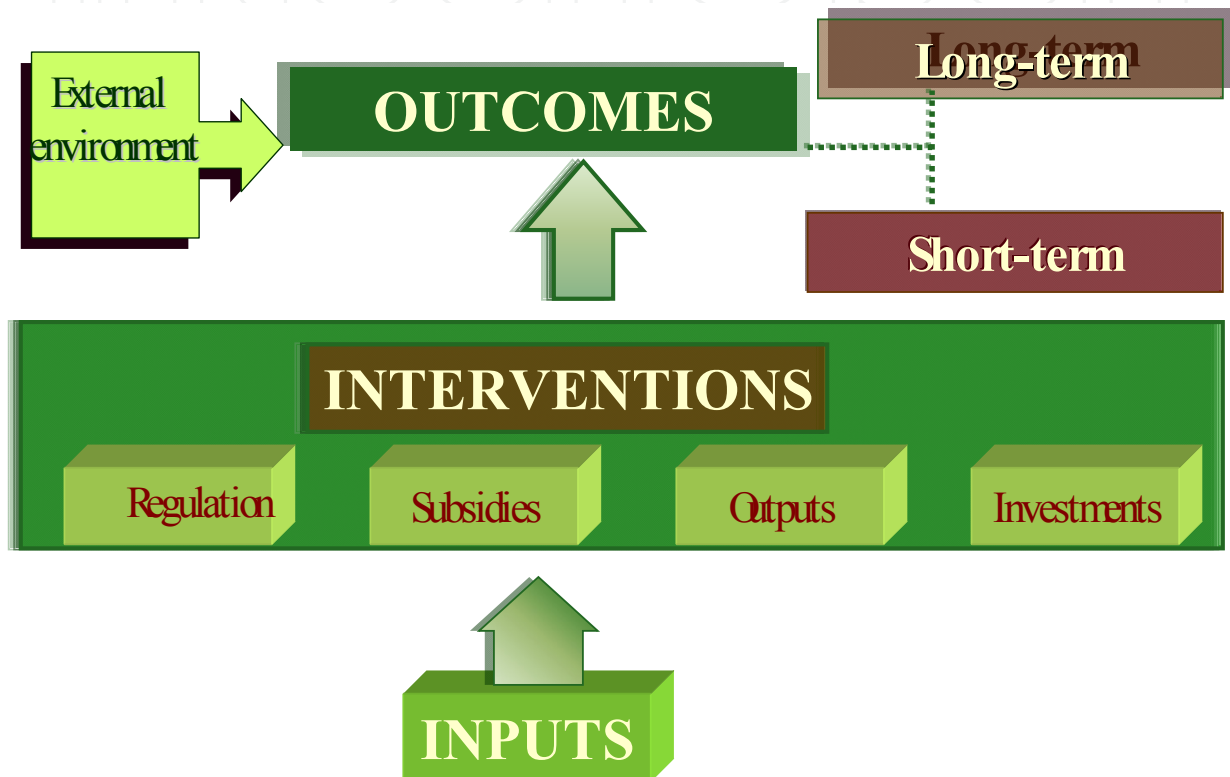 External
environment
OUTCOMES
Long-term
Short-term
INTERVENTIONS
Regulation
Subsidies
Outputs
Investments
INPUTS